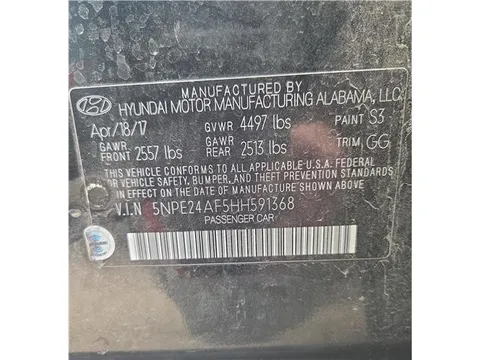 MANUFACTURED BY
HYUNDAI MOTOR MANUFACTURING ALABAMA, LLC
Apr/18/17 GVWR 4497 lbs PAINT S3
GAWR FRONT 2557 lbs GAWR REAR 2513 lbs TRIM GG
THIS VEHICLE CONFORMS TO ALL APPLICABLE U.S.A. FEDERAL
SAFETY, BUMPER, AND THEFT PREVENTION STANDARDS
IN EFFECT ON THE DATE OF MANUFACTURE SHOWN ABOVE.
V.I.N 5NPE24AF5HH591368
PASSENGER CAR